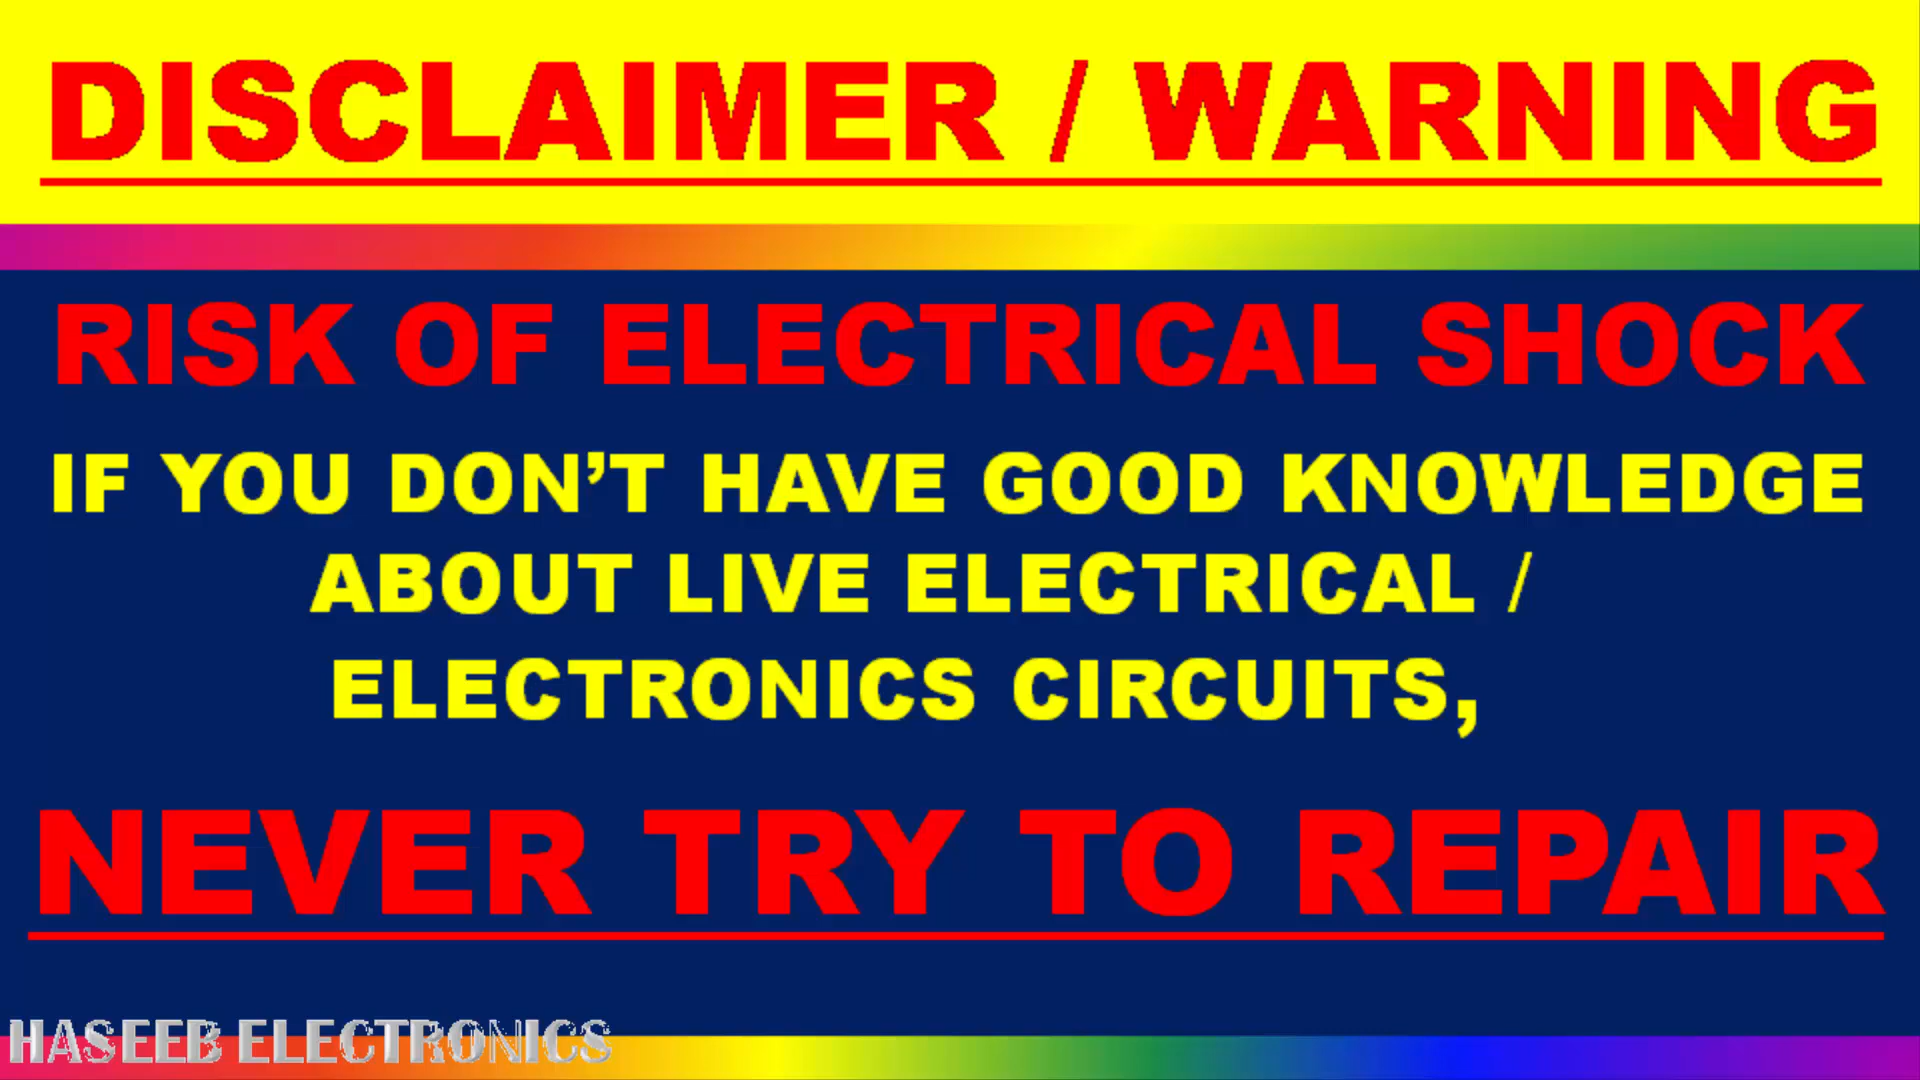 DISCLAIMER / WARNING
RISK OF ELECTRICAL SHOCK
IF YOU DON’T HAVE GOOD KNOWLEDGE
ABOUT LIVE ELECTRICAL /
ELECTRONICS CIRCUITS,
NEVER TRY TO REPAIR
HASEEB ELECTRONICS